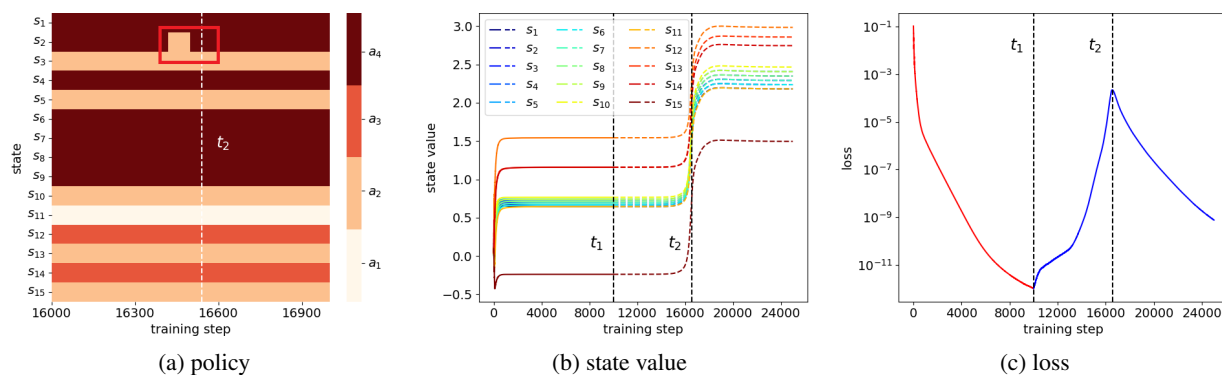 s1
s2
s3
s4
s5
s6
s7
s8
s9
s10
s11
s12
s13
s14
s15
state
t2
16000 16300 16600 16900
training step
a4
a3
a2
a1
(a) policy
3.0
2.5
2.0
1.5
1.0
0.5
0.0
−0.5
state value
s1 s6 s11
s2 s7 s12
s3 s8 s13
s4 s9 s14
s5 s10 s15
t1 t2
0 4000 8000 12000 16000 20000 24000
training step
(b) state value
10−1
10−3
10−5
10−7
10−9
10−11
loss
t1 t2
0 4000 8000 12000 16000 20000 24000
training step
(c) loss